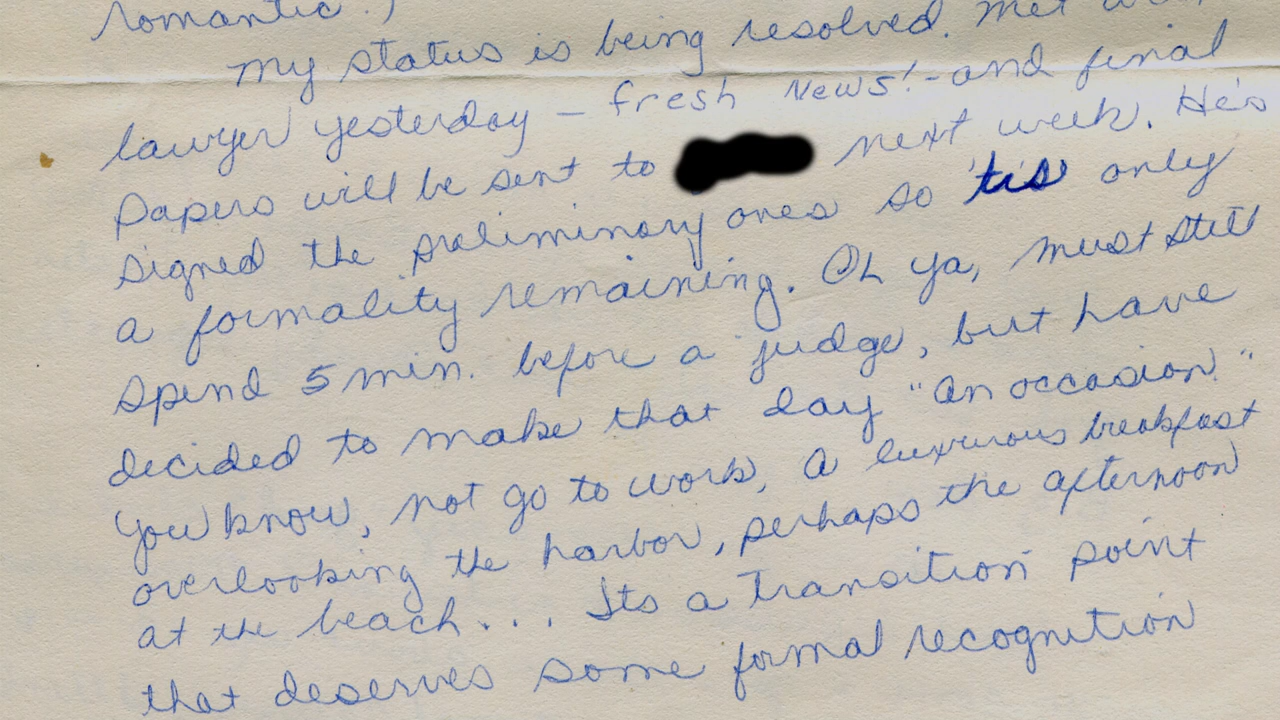 romantic.)
My status is being resolved. Met with
lawyer yesterday – fresh News! – and final
papers will be sent to next week. He's
signed the preliminary ones so 'tis only
a formality remaining. Oh ya, must still
spend 5 min. before a judge, but have
decided to make that day "an occasion."
You know, not go to work, a luxurious breakfast
overlooking the harbor, perhaps the afternoon
at the beach.... Its a transition point
that deserves some formal recognition